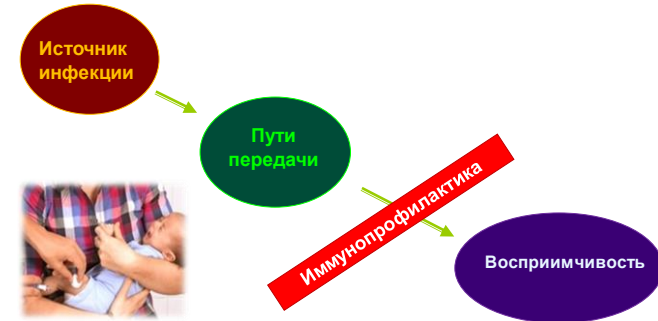 Источник
инфекции
Пути
передачи
Иммунопрофилактика
Восприимчивость